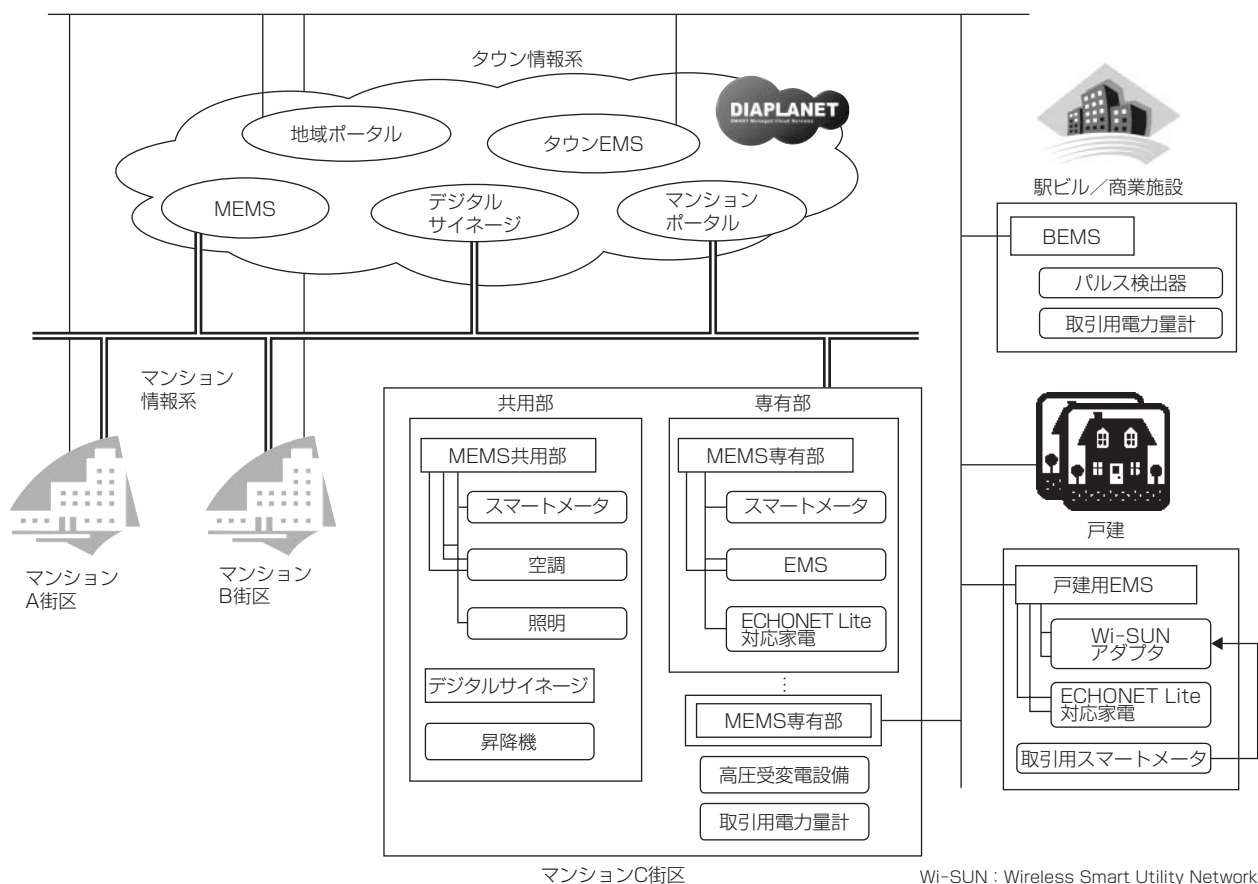 タウン情報系
DIAPLANET
SMART Managed Cloud Services
地域ポータル
タウンEMS
MEMS
デジタル
サイネージ
マンション
ポータル
駅ビル／商業施設
BEMS
パルス検出器
取引用電力量計
マンション
情報系
マンション
A街区
マンション
B街区
共用部
MEMS共用部
スマートメータ
空調
照明
デジタルサイネージ
昇降機
専有部
MEMS専有部
スマートメータ
EMS
ECHONET Lite
対応家電
⋮
MEMS専有部
高圧受変電設備
取引用電力量計
マンションC街区
戸建
戸建用EMS
Wi-SUN
アダプタ
ECHONET Lite
対応家電
取引用スマートメータ
Wi-SUN：Wireless Smart Utility Network